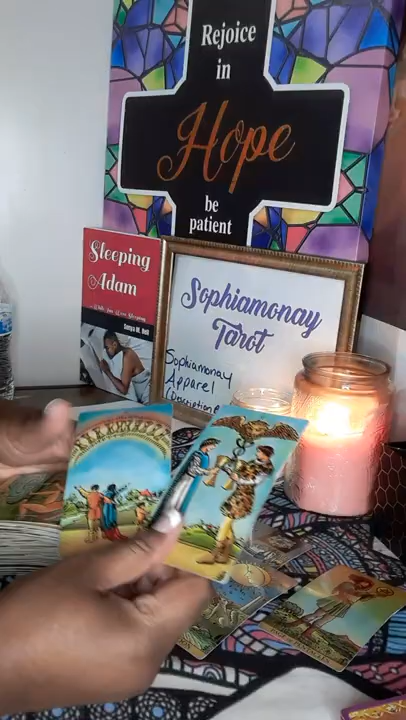 Rejoice
in
Hope
be
patient
Sleeping
Adam
Sophiamonay
Tarot
Sophiamonay
Apparel